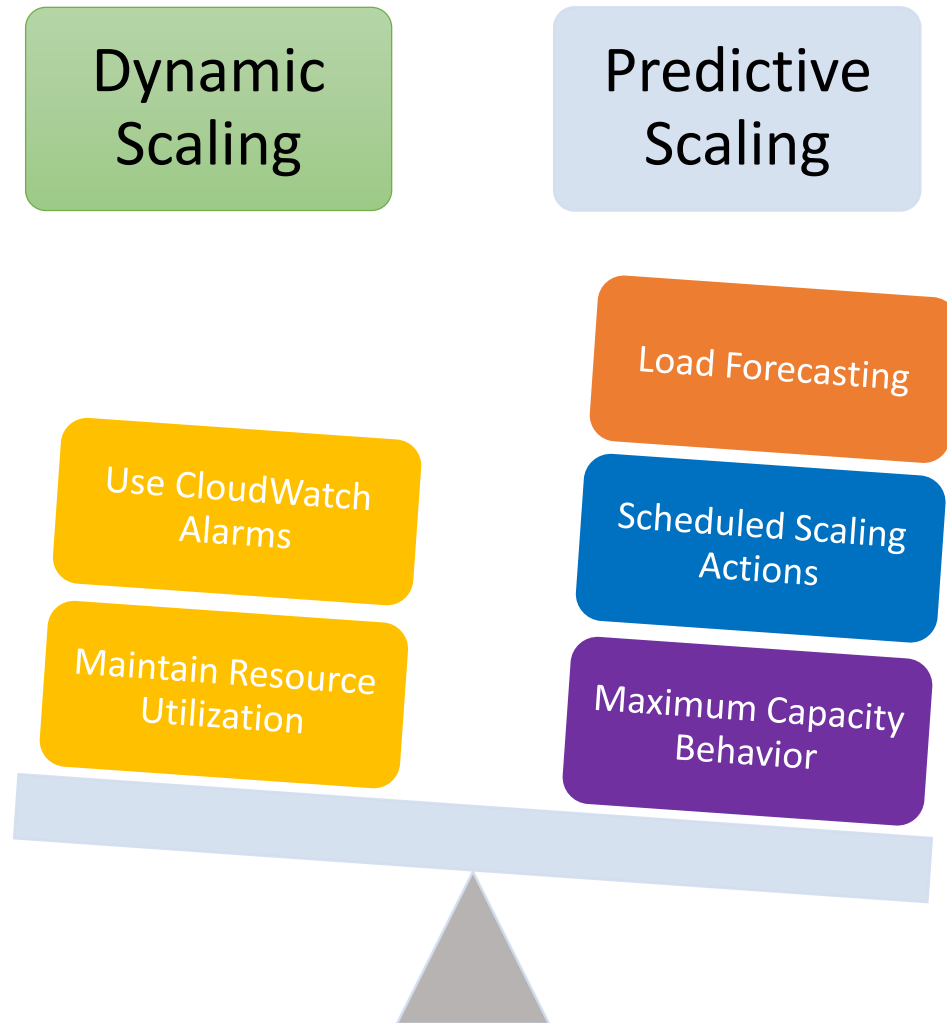 Dynamic
Scaling
Predictive
Scaling
Use CloudWatch
Alarms
Maintain Resource
Utilization
Load Forecasting
Scheduled Scaling
Actions
Maximum Capacity
Behavior